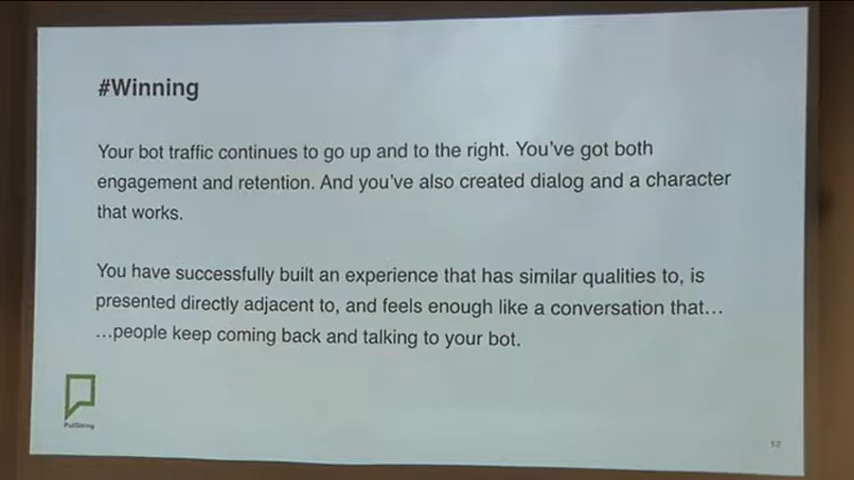 #Winning
Your bot traffic continues to go up and to the right. You've got both
engagement and retention. And you've also created dialog and a character
that works.
You have successfully built an experience that has similar qualities to, is
presented directly adjacent to, and feels enough like a conversation that…
…people keep coming back and talking to your bot.
PullString
12